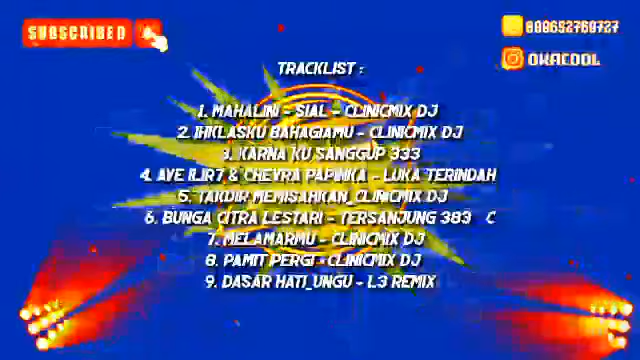 SUBSCRIBED
OKACOOL
TRACKLIST :
1. MAHALINI - SIAL - CLINICMIX DJ
2. IHKLASKU BAHAGIAMU - CLINICMIX DJ
3. KARNA KU SANGGUP 333
4. AVE ILIR7 & CHEVRA PAPINKA - LUKA TERINDAH
5. TAKDIR MEMISAHKAN_CLINICMIX DJ
6. BUNGA CITRA LESTARI - TERSANJUNG 383 C
7. MELAMARMU - CLINICMIX DJ
8. PAMIT PERGI - CLINICMIX DJ
9. DASAR HATI_UNGU - L3 REMIX